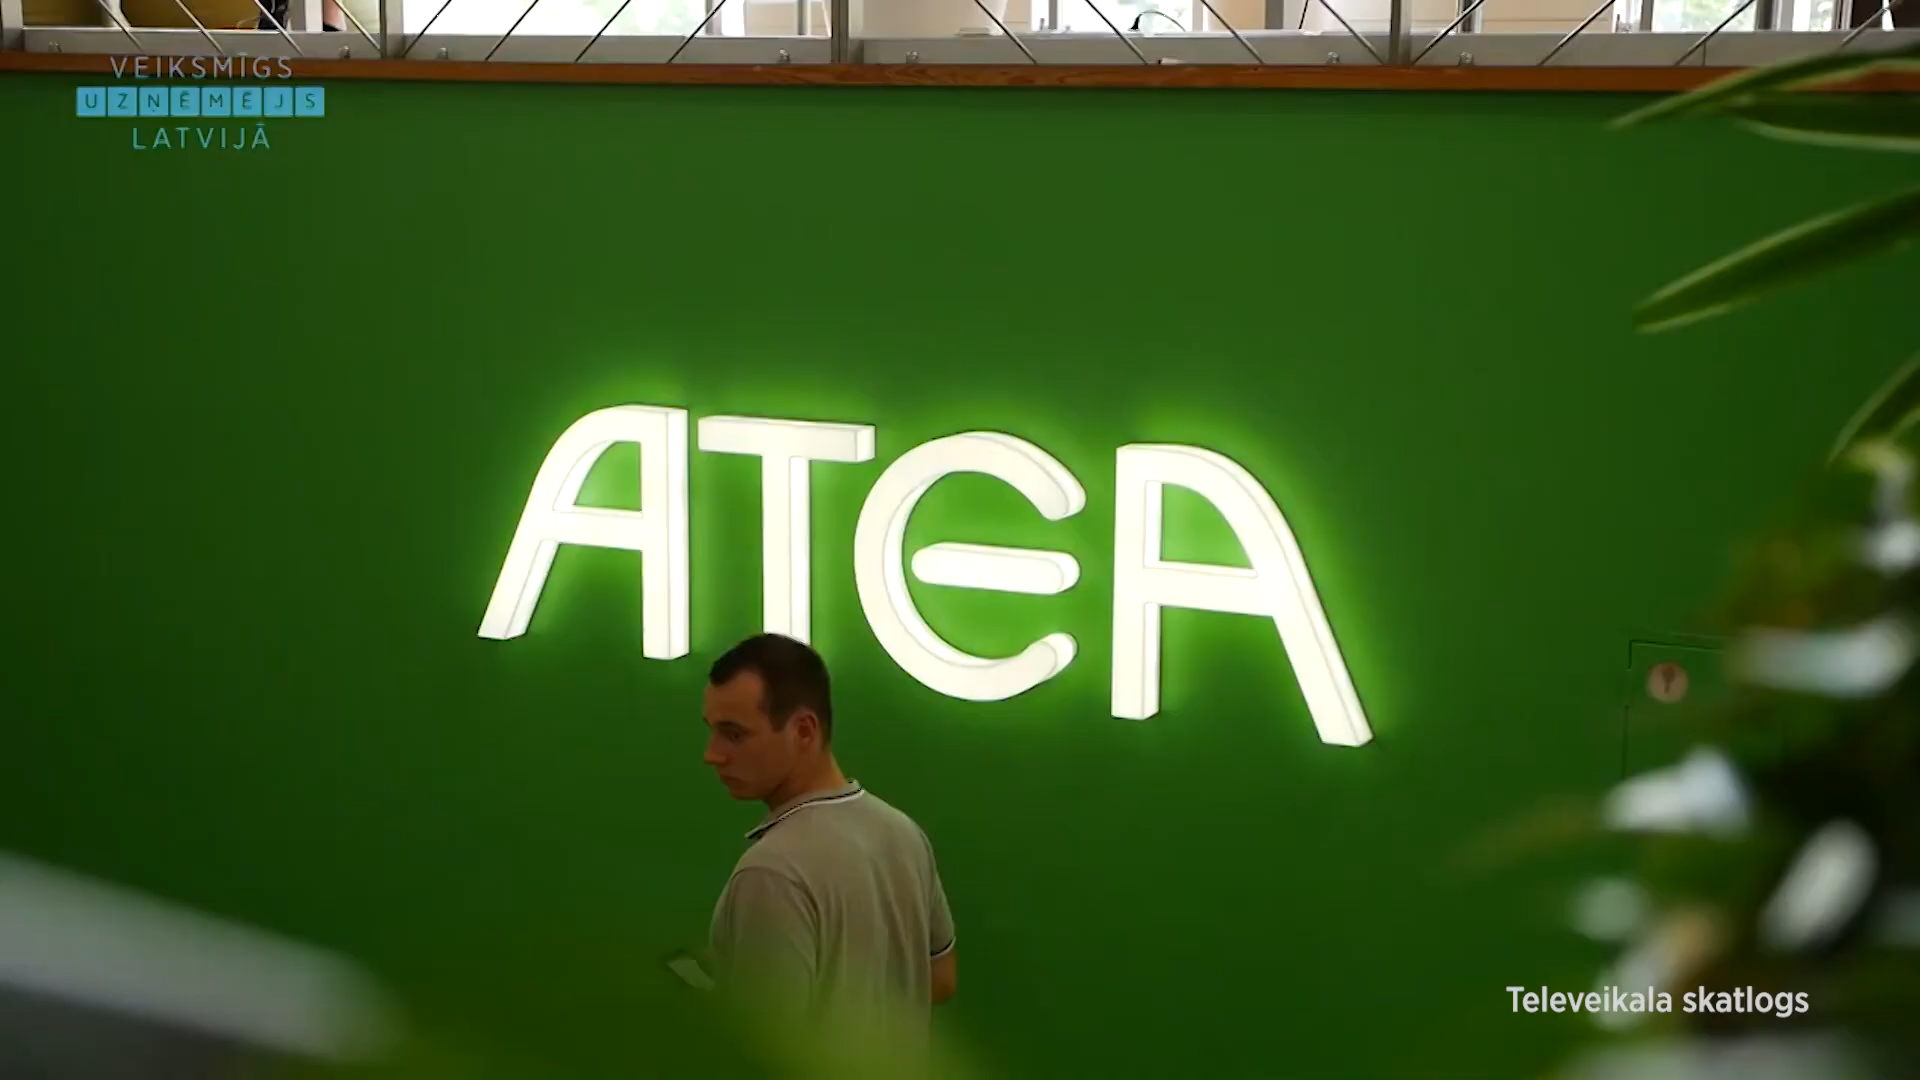 VEIKSMĪGS
UZŅĒMĒJS
LATVIJĀ
ATEA
Televeikala skatlogs